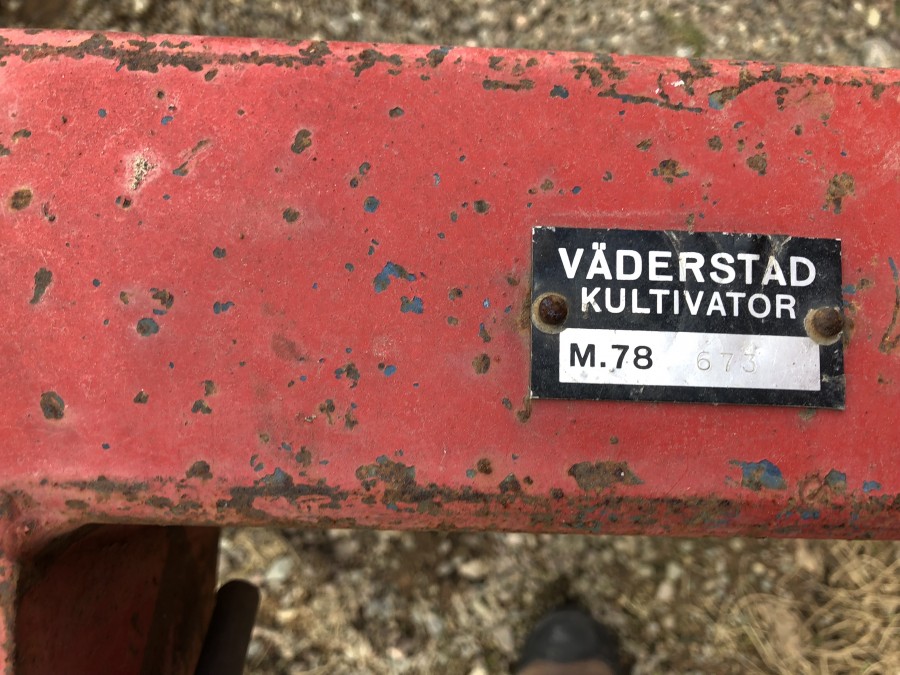 VÄDERSTAD
KULTIVATOR
M.78 673